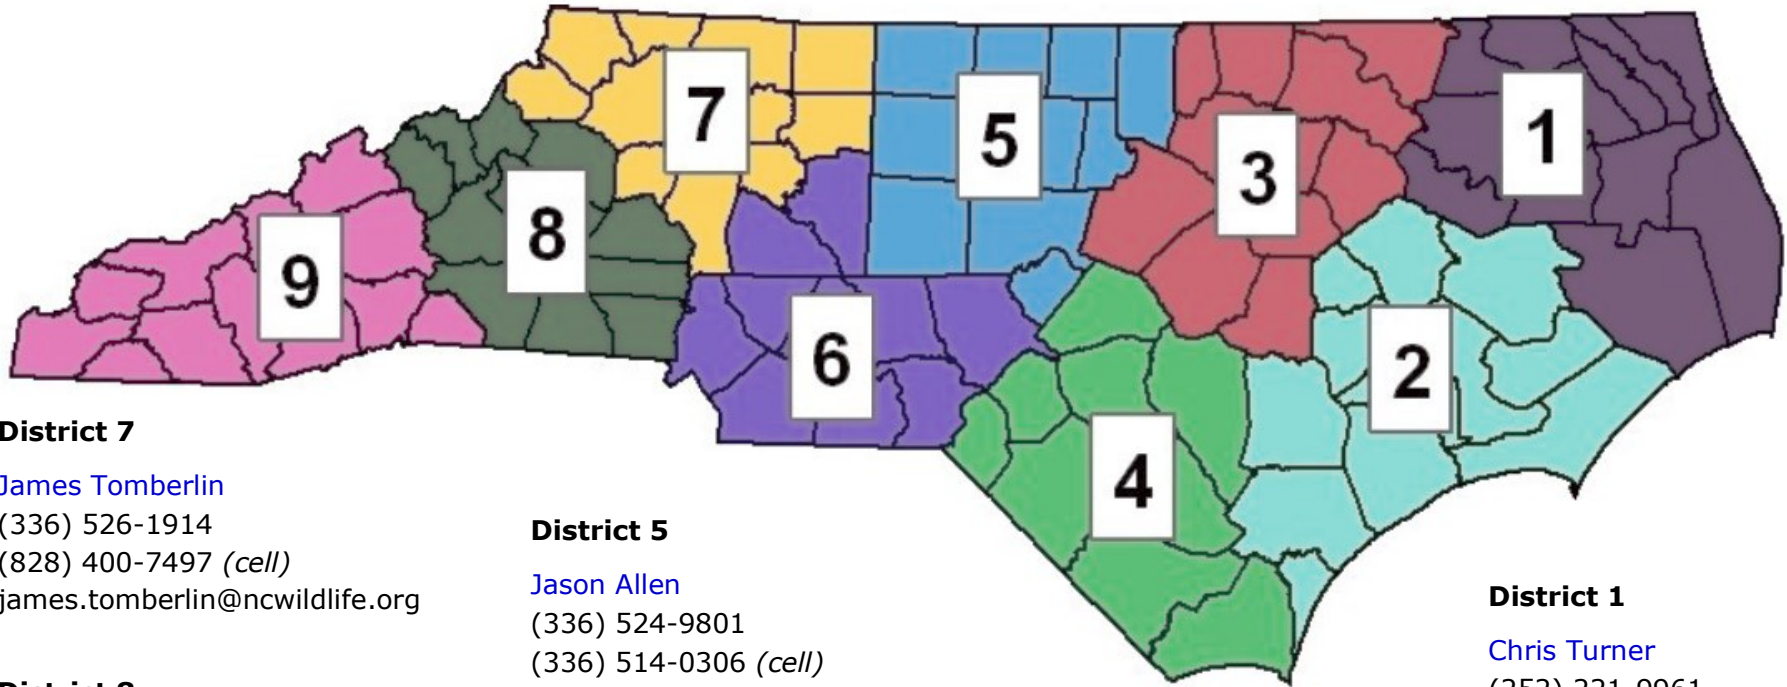 7
5
1
3
8
9
6
2
4
District 7
James Tomberlin
(336) 526-1914
(828) 400-7497 (cell)
james.tomberlin@ncwildlife.org
District 5
Jason Allen
(336) 524-9801
(336) 514-0306 (cell)
District 1
Chris Turner